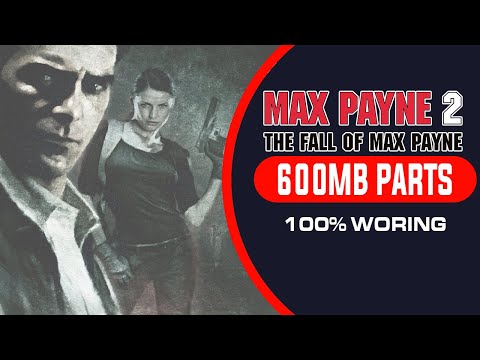 MAX PAYNE 2
THE FALL OF MAX PAYNE
600MB PARTS
100% WORING